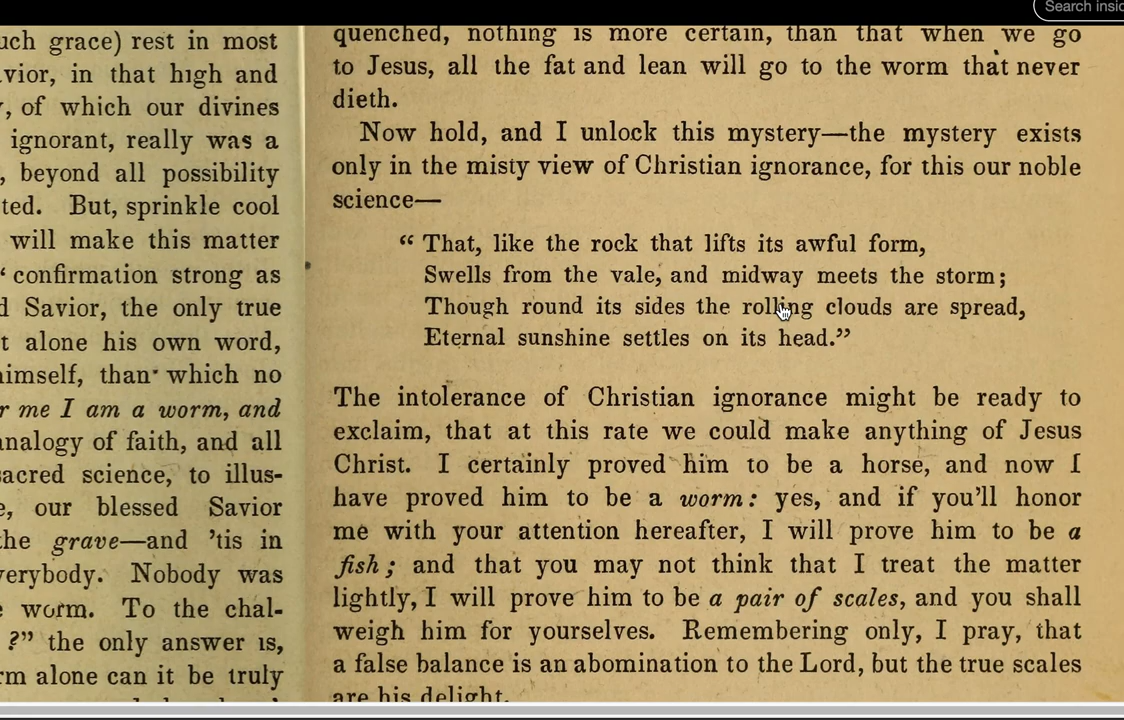 Search insid
uch grace) rest in most
vior, in that high and
, of which our divines
ignorant, really was a
, beyond all possibility
ted. But, sprinkle cool
will make this matter
‘ confirmation strong as
d Savior, the only true
t alone his own word,
himself, than which no
r me I am a worm, and
analogy of faith, and all
sacred science, to illus-
e, our blessed Savior
the grave—and ’tis in
verybody. Nobody was
e worm. To the chal-
?” the only answer is,
rm alone can it be truly
quenched, nothing is more certain, than that when we go
to Jesus, all the fat and lean will go to the worm that never
dieth.
Now hold, and I unlock this mystery—the mystery exists
only in the misty view of Christian ignorance, for this our noble
science—
“ That, like the rock that lifts its awful form,
Swells from the vale, and midway meets the storm;
Though round its sides the rolling clouds are spread,
Eternal sunshine settles on its head.”
The intolerance of Christian ignorance might be ready to
exclaim, that at this rate we could make anything of Jesus
Christ. I certainly proved him to be a horse, and now I
have proved him to be a worm: yes, and if you’ll honor
me with your attention hereafter, I will prove him to be a
fish; and that you may not think that I treat the matter
lightly, I will prove him to be a pair of scales, and you shall
weigh him for yourselves. Remembering only, I pray, that
a false balance is an abomination to the Lord, but the true scales
are his delight.